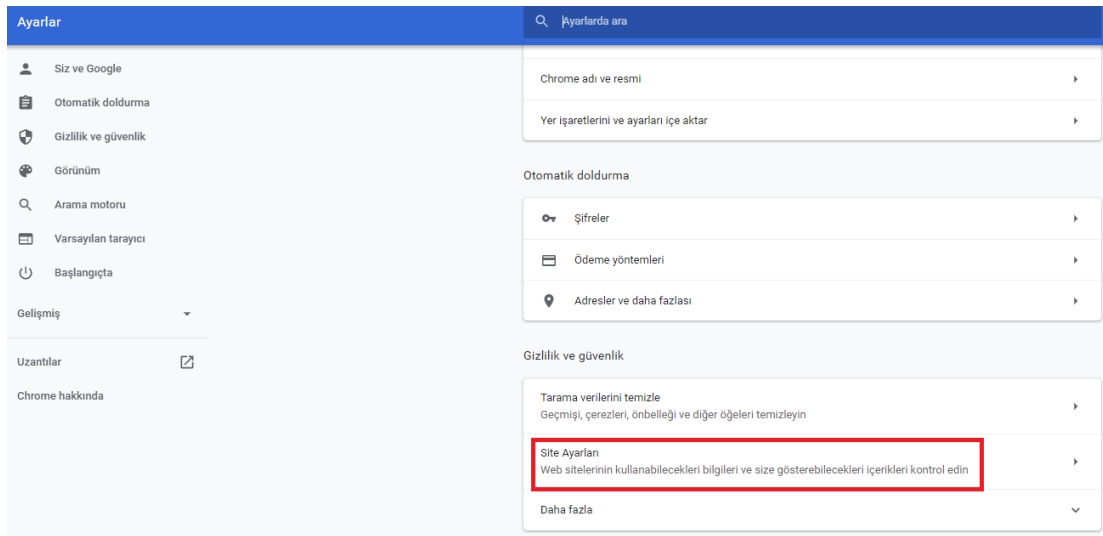 Ayarlar
Ayarlarda ara
Siz ve Google
Otomatik doldurma
Gizlilik ve güvenlik
Görünüm
Arama motoru
Varsayılan tarayıcı
Başlangıçta
Gelişmiş
Uzantılar
Chrome hakkında
Chrome adı ve resmi
Yer işaretlerini ve ayarları içe aktar
Otomatik doldurma
Şifreler
Ödeme yöntemleri
Adresler ve daha fazlası
Gizlilik ve güvenlik
Tarama verilerini temizle
Geçmişi, çerezleri, önbelleği ve diğer öğeleri temizleyin
Site Ayarları
Web sitelerinin kullanabilecekleri bilgileri ve size gösterebilecekleri içerikleri kontrol edin
Daha fazla